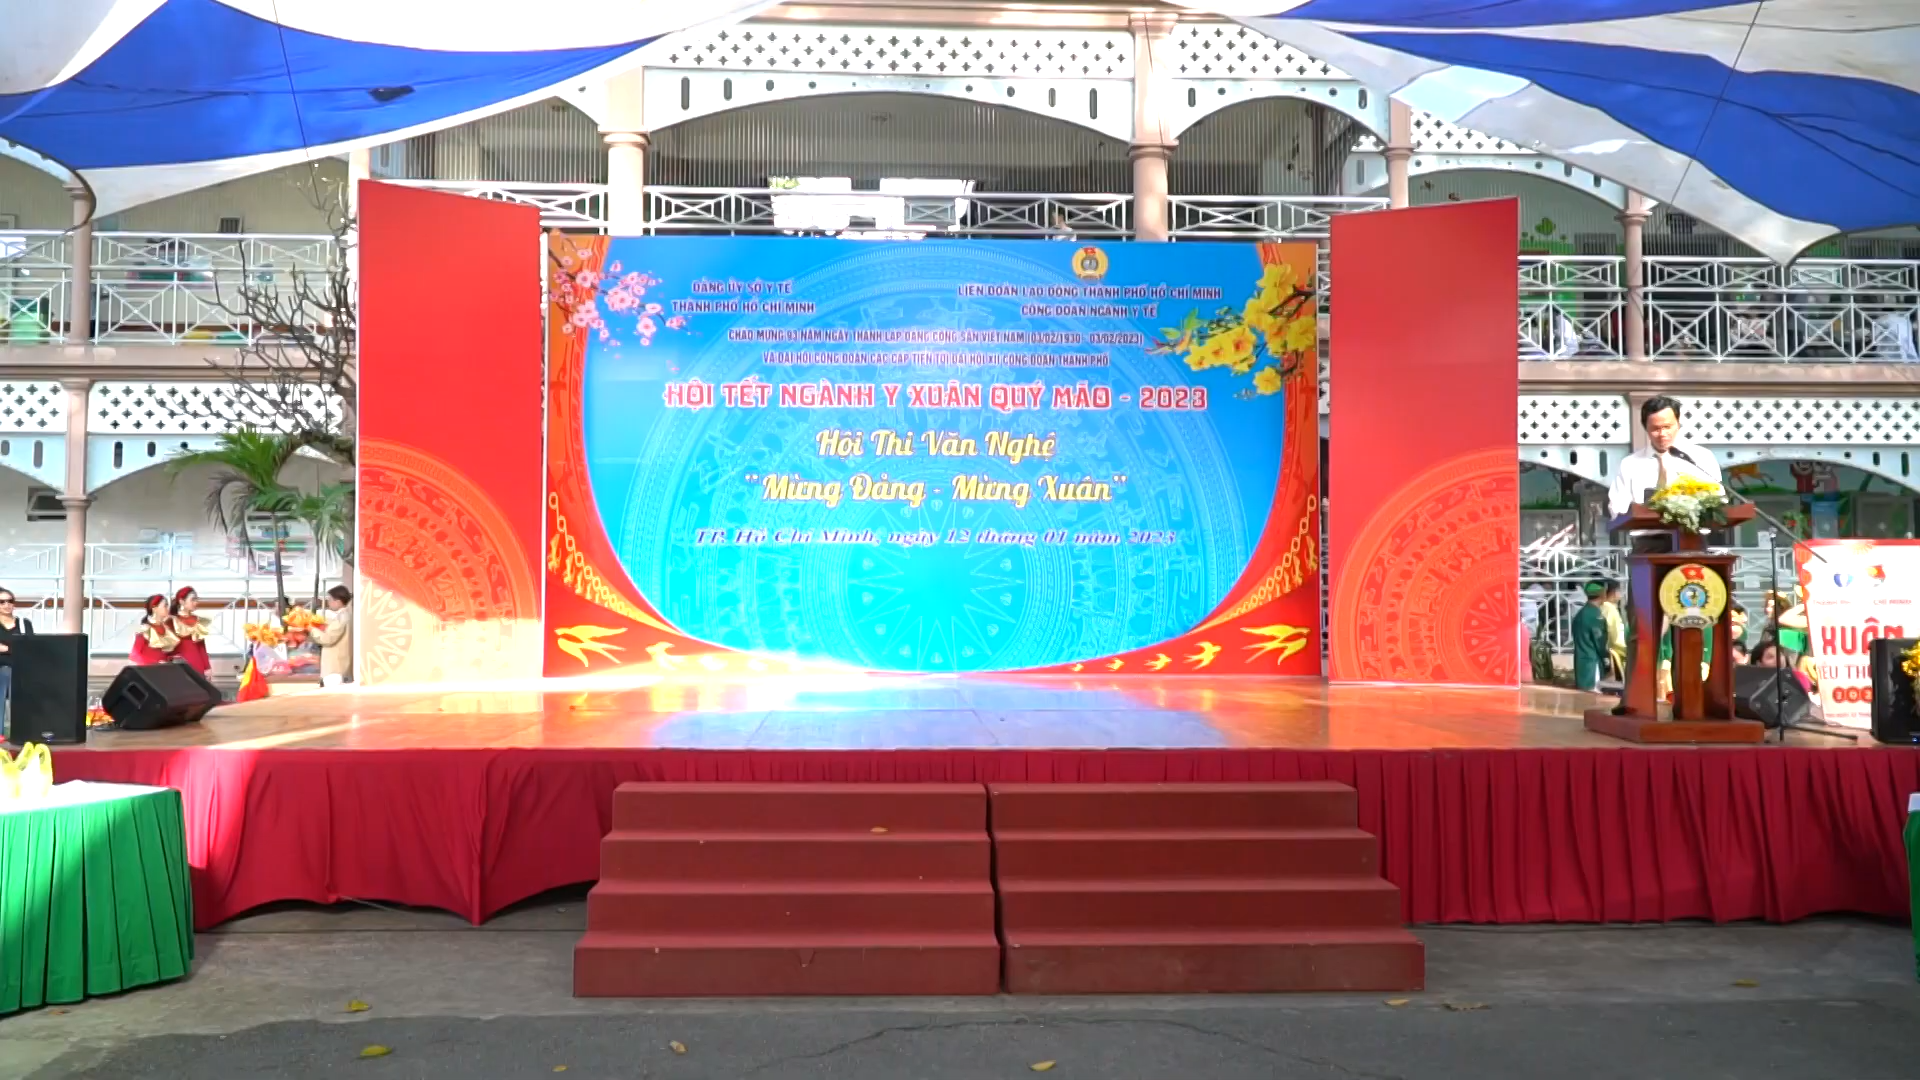 ĐẢNG ỦY SỞ Y TẾ
THÀNH PHỐ HỒ CHÍ MINH
LIÊN ĐOÀN LAO ĐỘNG THÀNH PHỐ HỒ CHÍ MINH
CÔNG ĐOÀN NGÀNH Y TẾ
CHÀO MỪNG 93 NĂM NGÀY THÀNH LẬP ĐẢNG CỘNG SẢN VIỆT NAM (03/02/1930 - 03/02/2023)
VÀ ĐẠI HỘI CÔNG ĐOÀN CÁC CẤP TIẾN TỚI ĐẠI HỘI XII CÔNG ĐOÀN THÀNH PHỐ
HỘI TẾT NGÀNH Y XUÂN QUÝ MÃO - 2023
Hội Thi Văn Nghệ
"Mừng Đảng - Mừng Xuân"
TP. Hồ Chí Minh, ngày 12 tháng 01 năm 2023
CHÍ MINH
XUÂN